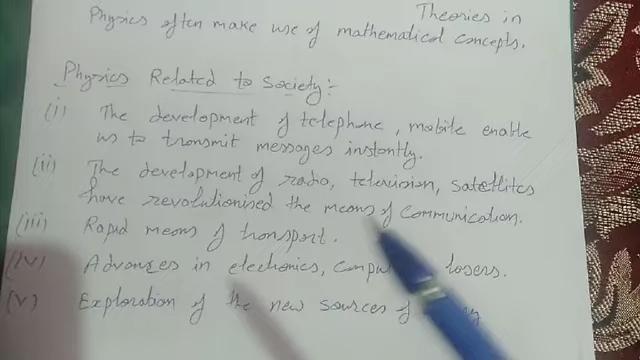 Theories in
Physics often make use of mathematical concepts.
Physics Related to Society:-
(i) The development of telephone, mobile enable
us to transmit messages instantly.
(ii) The development of radio, television, satellites
have revolutionised the means of communication.
(iii) Rapid means of transport.
(iv) Advances in electronics, lasers.
(v) Exploration of the new sources of